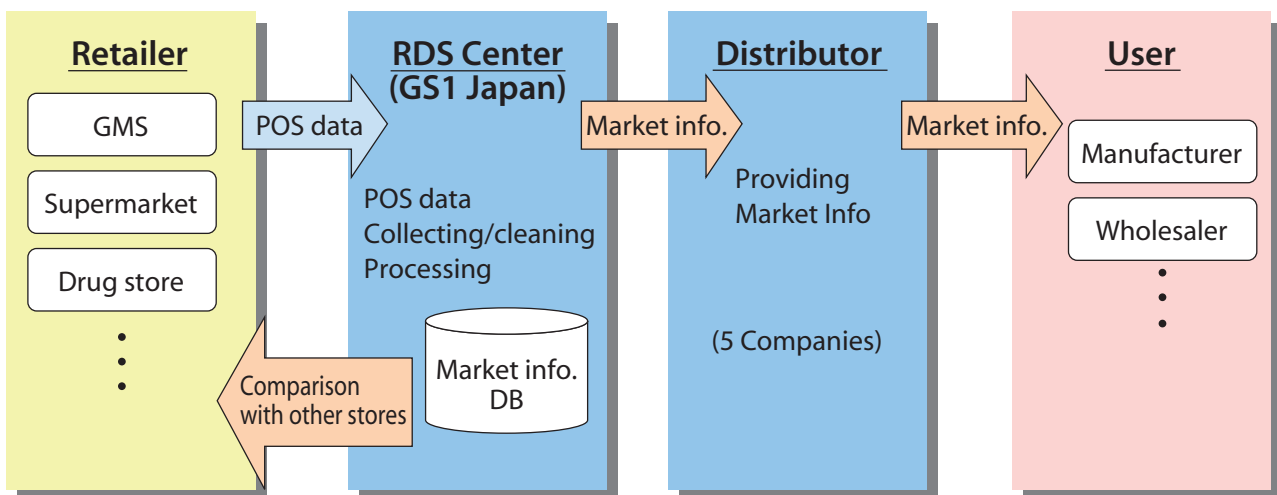 Retailer
GMS
Supermarket
Drug store
POS data
Comparison
with other stores
RDS Center
(GS1 Japan)
POS data
Collecting/cleaning
Processing
Market info.
DB
Market info.
Distributor
Providing
Market Info
(5 Companies)
Market info.
User
Manufacturer
Wholesaler